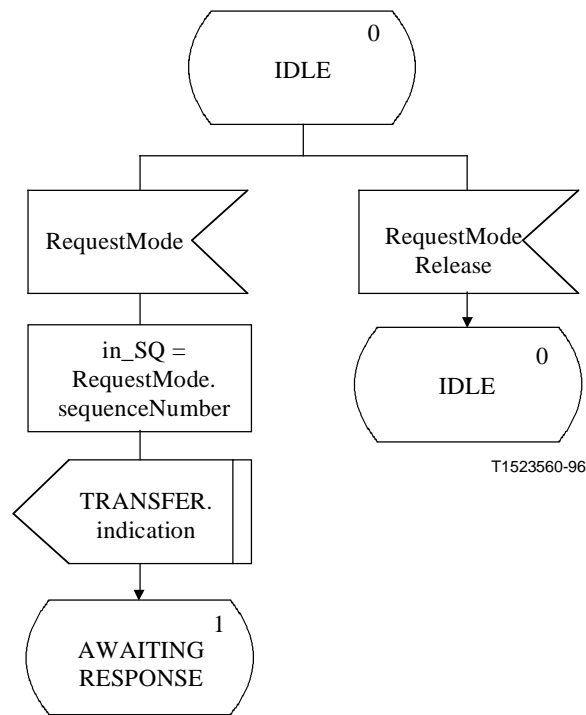 0
IDLE
RequestMode
RequestMode
Release
in_SQ =
RequestMode.
sequenceNumber
0
IDLE
T1523560-96
TRANSFER.
indication
1
AWAITING
RESPONSE